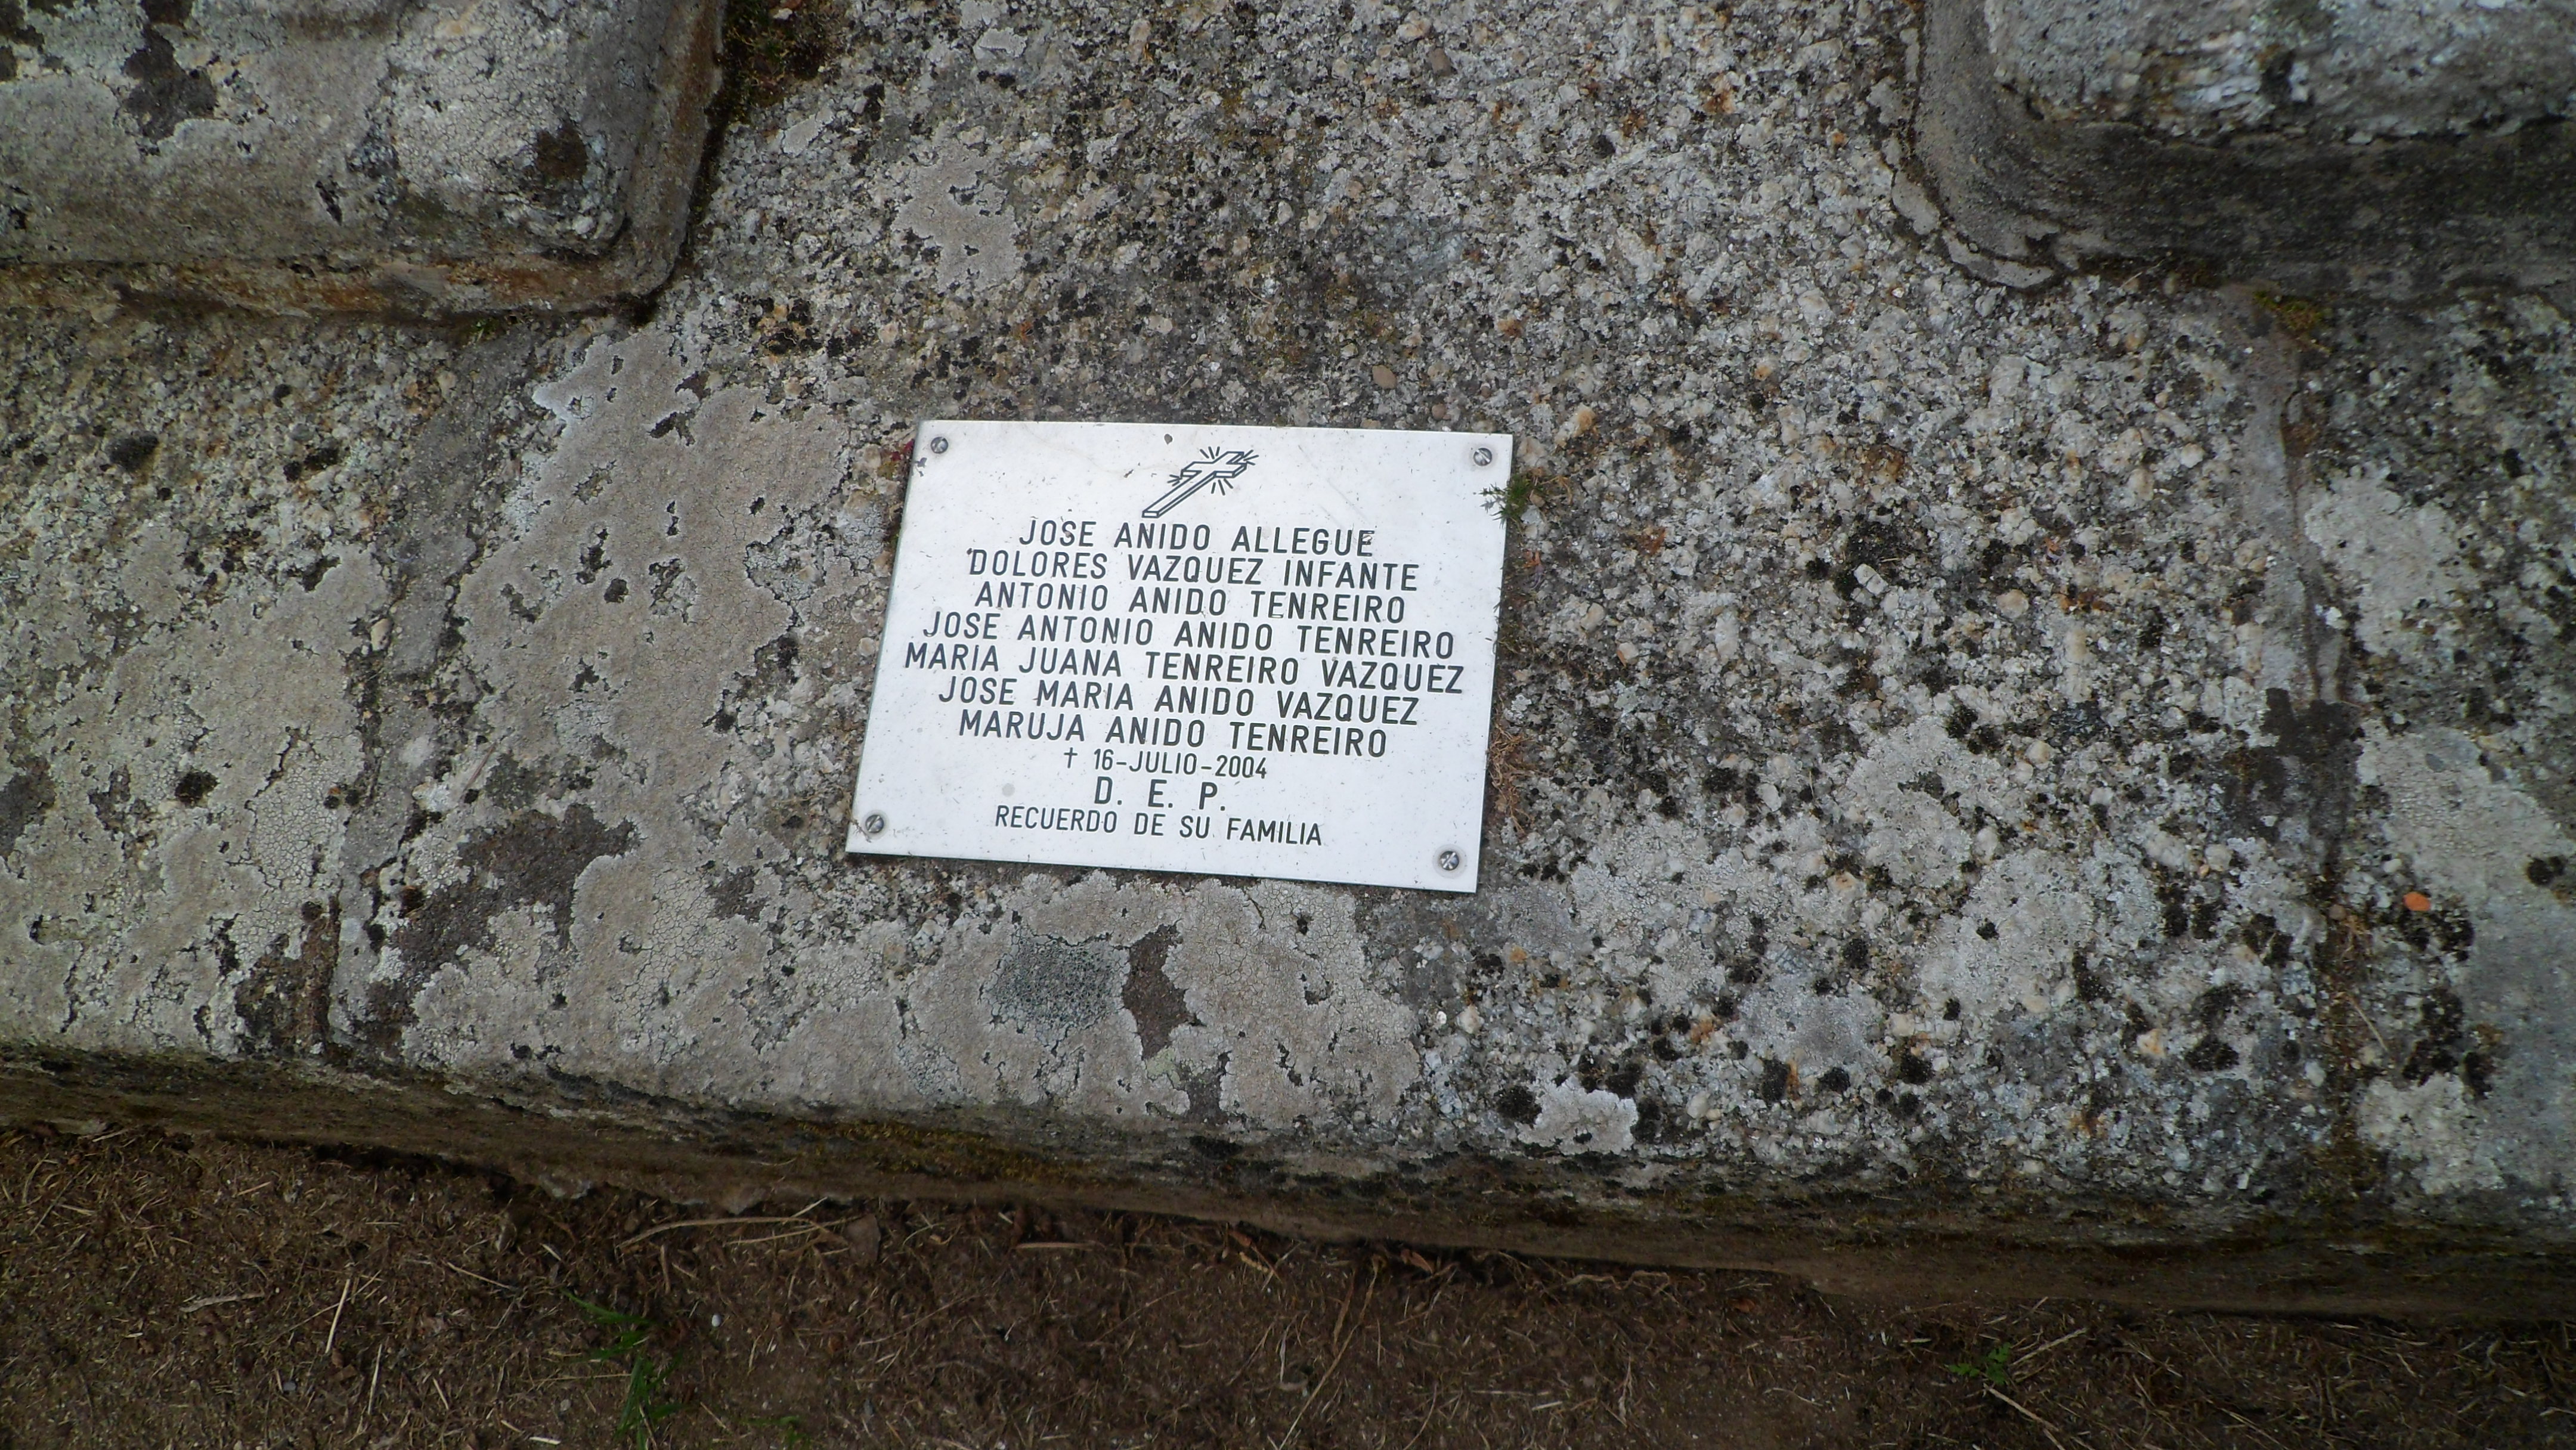 JOSE ANIDO ALLEGUE
DOLORES VAZQUEZ INFANTE
ANTONIO ANIDO TENREIRO
JOSE ANTONIO ANIDO TENREIRO
MARIA JUANA TENREIRO VAZQUEZ
JOSE MARIA ANIDO VAZQUEZ
MARUJA ANIDO TENREIRO
† 16-JULIO-2004
D. E. P.
RECUERDO DE SU FAMILIA